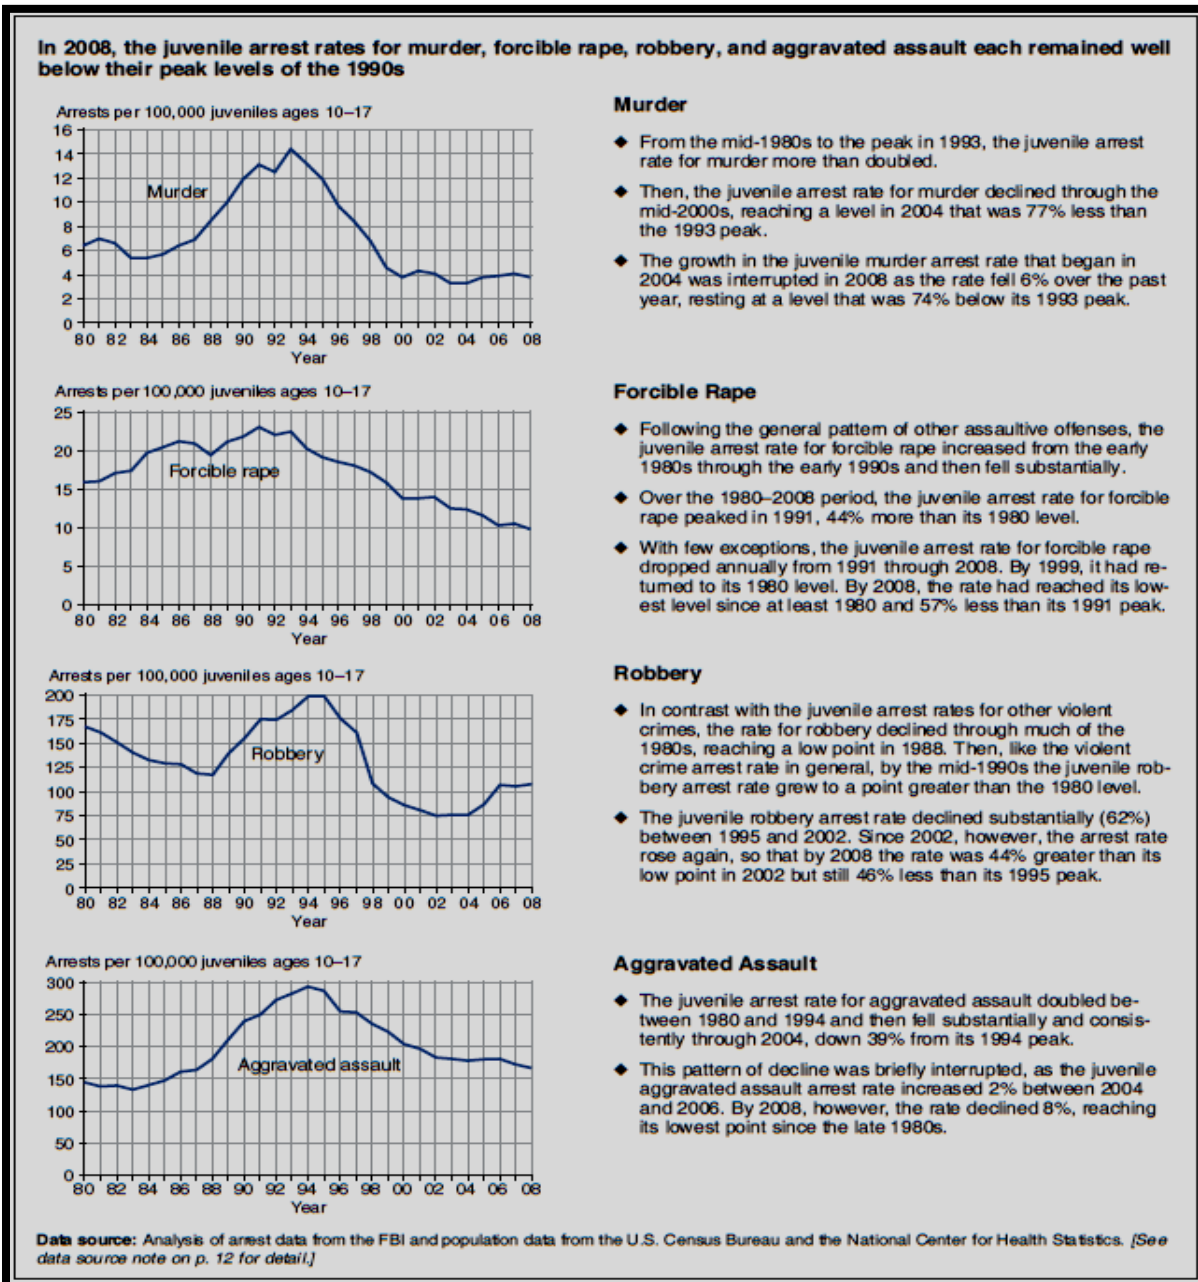 In 2008, the juvenile arrest rates for murder, forcible rape, robbery, and aggravated assault each remained well
below their peak levels of the 1990s
Arrests per 100,000 juveniles ages 10–17
16
14
12
10
8
6
4
2
0
Murder
80 82 84 86 88 90 92 94 96 98 00 02 04 06 08
Year
Murder
◆ From the mid-1980s to the peak in 1993, the juvenile arrest
rate for murder more than doubled.
◆ Then, the juvenile arrest rate for murder declined through the
mid-2000s, reaching a level in 2004 that was 77% less than
the 1993 peak.
◆ The growth in the juvenile murder arrest rate that began in
2004 was interrupted in 2008 as the rate fell 6% over the past
year, resting at a level that was 74% below its 1993 peak.
Arrests per 100,000 juveniles ages 10–17
25
20
15
10
5
0
Forcible rape
80 82 84 86 88 90 92 94 96 98 00 02 04 06 08
Year
Forcible Rape
◆ Following the general pattern of other assaultive offenses, the
juvenile arrest rate for forcible rape increased from the early
1980s through the early 1990s and then fell substantially.
◆ Over the 1980–2008 period, the juvenile arrest rate for forcible
rape peaked in 1991, 44% more than its 1980 level.
◆ With few exceptions, the juvenile arrest rate for forcible rape
dropped annually from 1991 through 2008. By 1999, it had re-
turned to its 1980 level. By 2008, the rate had reached its low-
est level since at least 1980 and 57% less than its 1991 peak.
Arrests per 100,000 juveniles ages 10–17
200
175
150
125
100
75
50
25
0
Robbery
80 82 84 86 88 90 92 94 96 98 00 02 04 06 08
Year
Robbery
◆ In contrast with the juvenile arrest rates for other violent
crimes, the rate for robbery declined through much of the
1980s, reaching a low point in 1988. Then, like the violent
crime arrest rate in general, by the mid-1990s the juvenile rob-
bery arrest rate grew to a point greater than the 1980 level.
◆ The juvenile robbery arrest rate declined substantially (62%)
between 1995 and 2002. Since 2002, however, the arrest rate
rose again, so that by 2008 the rate was 44% greater than its
low point in 2002 but still 46% less than its 1995 peak.
Arrests per 100,000 juveniles ages 10–17
300
250
200
150
100
50
0
Aggravated assault
80 82 84 86 88 90 92 94 96 98 00 02 04 06 08
Year
Aggravated Assault
◆ The juvenile arrest rate for aggravated assault doubled be-
tween 1980 and 1994 and then fell substantially and consis-
tently through 2004, down 39% from its 1994 peak.
◆ This pattern of decline was briefly interrupted, as the juvenile
aggravated assault arrest rate increased 2% between 2004
and 2006. By 2008, however, the rate declined 8%, reaching
its lowest point since the late 1980s.
Data source: Analysis of arrest data from the FBI and population data from the U.S. Census Bureau and the National Center for Health Statistics. [See
data source note on p. 12 for detail.]